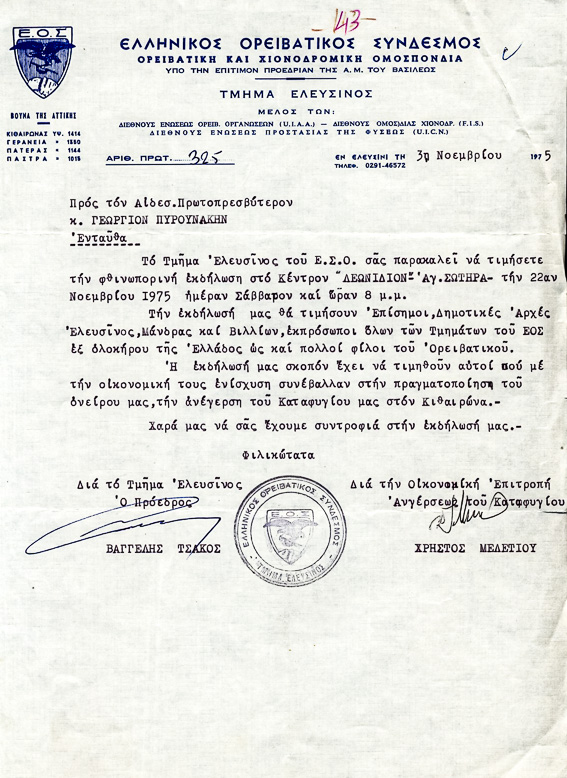 -43-
Ε.Ο.Σ
ΕΛΛΗΝΙΚΟΣ ΟΡΕΙΒΑΤΙΚΟΣ ΣΥΝΔΕΣΜΟΣ
ΟΡΕΙΒΑΤΙΚΗ ΚΑΙ ΧΙΟΝΟΔΡΟΜΙΚΗ ΟΜΟΣΠΟΝΔΙΑ
ΥΠΟ ΤΗΝ ΕΠΙΤΙΜΟΝ ΠΡΟΕΔΡΙΑΝ ΤΗΣ Α.Μ. ΤΟΥ ΒΑΣΙΛΕΩΣ
ΤΜΗΜΑ ΕΛΕΥΣΙΝΟΣ
ΜΕΛΟΣ ΤΩΝ:
ΔΙΕΘΝΟΥΣ ΕΝΩΣΕΩΣ ΟΡΕΙΒ. ΟΡΓΑΝΩΣΕΩΝ (U.I.A.A.) — ΔΙΕΘΝΟΥΣ ΟΜΟΣ)ΔΙΑΣ ΧΙΟΝΟΔΡ. (F.I.S.)
ΔΙΕΘΝΟΥΣ ΕΝΩΣΕΩΣ ΠΡΟΣΤΑΣΙΑΣ ΤΗΣ ΦΥΣΕΩΣ (U.I.C.N.)
ΒΟΥΝΑ ΤΗΣ ΑΤΤΙΚΗΣ
ΚΙΘΑΙΡΩΝΑΣ ΥΨ. 1414
ΓΕΡΑΝΕΙΑ » 1350
ΠΑΤΕΡΑΣ » 1144
ΠΑΣΤΡΑ » 1015
ΑΡΙΘ. ΠΡΩΤ. 325
ΕΝ ΕΛΕΥΣΙΝΙ ΤΗ 3η Νοεμβρίου 1975
ΤΗΛΕΦ. 0291-46572
Πρός τόν Αἰδεσ.Πρωτοπρεσβύτερον
κ. ΓΕΩΡΓΙΟΝ ΠΥΡΟΥΝΑΚΗΝ
Ἐνταῦθα
Τό Τμῆμα Ἐλευσῖνος τοῦ Ε.Σ.Ο. σᾶς παρακαλεῖ νά τιμήσετε
τήν φθινωπορινή ἐκδήλωση στό Κέντρον "ΛΕΩΝΙΔΙΟΝ"Ἁγ.ΣΩΤΗΡΑ- τήν 22αν
Νοεμβρίου 1975 ἡμέραν Σάββατον καί ὥραν 8 μ.μ.
Τήν ἐκδήλωσή μας θά τιμήσουν Ἐπίσημοι,Δημοτικές Ἀρχές
Ἐλευσῖνος,Μάνδρας καί Βιλλίων,ἐκπρόσωποι ὅλων τῶν Τμημάτων τοῦ ΕΟΣ
ἐξ ὁλοκήρου τῆς Ἑλλάδος ὡς καί πολλοί φίλοι τοῦ Ὀρειβατικοῦ.
Ἡ ἐκδήλωσή μας σκοπόν ἔχει νά τιμηθοῦν αὐτοί πού μέ
τήν οἰκονομική τους ἐνίσχυση συνέβαλλαν στήν πραγματοποίηση τοῦ
ὀνείρου μας,τήν ἀνέγερση τοῦ Καταφυγίου μας στόν Κιθαιρῶνα.-
Χαρά μας νά σᾶς ἔχουμε συντροφιά στήν ἐκδήλωσή μας.-
Φιλικώτατα
Διά τό Τμῆμα Ἐλευσῖνος
Ὁ Πρόεδρος
ΒΑΓΓΕΛΗΣ ΤΣΑΚΟΣ
Διά τήν Οἰκονομική Ἐπιτροπή
Ἀνγέρσεως τοῦ Καταφυγίου
ΧΡΗΣΤΟΣ ΜΕΛΕΤΙΟΥ
ΕΛΛΗΝΙΚΟΣ ΟΡΕΙΒΑΤΙΚΟΣ ΣΥΝΔΕΣΜΟΣ
Ε.Ο.Σ
ΤΜΗΜΑ ΕΛΕΥΣΙΝΟΣ